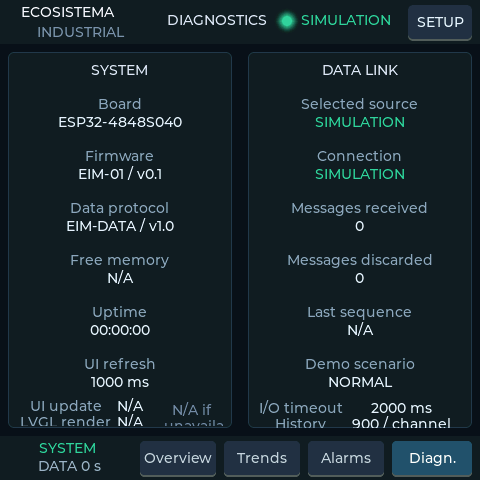 ECOSISTEMA
INDUSTRIAL
DIAGNOSTICS
SIMULATION
SETUP
SYSTEM
Board
ESP32-4848S040
Firmware
EIM-01 / v0.1
Data protocol
EIM-DATA / v1.0
Free memory
N/A
Uptime
00:00:00
UI refresh
1000 ms
UI update N/A
LVGL render N/A
N/A if
unavaila
DATA LINK
Selected source
SIMULATION
Connection
SIMULATION
Messages received
0
Messages discarded
0
Last sequence
N/A
Demo scenario
NORMAL
I/O timeout 2000 ms
History 900 / channel
SYSTEM
DATA 0 s
Overview
Trends
Alarms
Diagn.